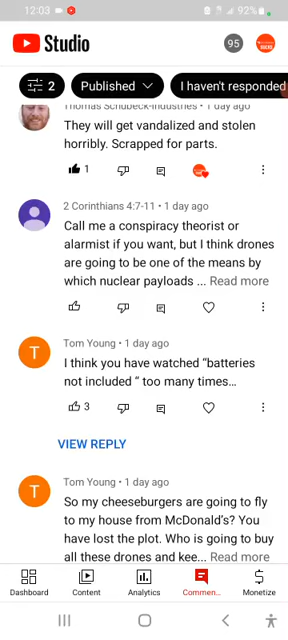 12:03 92%
Studio 95
2 Published I haven't responded
Thomas Schubeck-Industries • 1 day ago
They will get vandalized and stolen
horribly. Scrapped for parts.
1
2 Corinthians 4:7-11 • 1 day ago
Call me a conspiracy theorist or
alarmist if you want, but I think drones
are going to be one of the means by
which nuclear payloads ... Read more
T Tom Young • 1 day ago
I think you have watched “batteries
not included “ too many times…
3
VIEW REPLY
T Tom Young • 1 day ago
So my cheeseburgers are going to fly
to my house from McDonald’s? You
have lost the plot. Who is going to buy
all these drones and kee... Read more
Dashboard Content Analytics Commen... Monetize